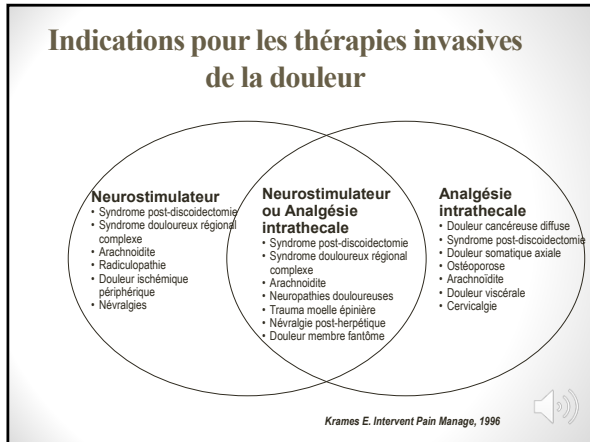 Indications pour les thérapies invasives
de la douleur
Neurostimulateur
• Syndrome post-discoidectomie
• Syndrome douloureux régional
complexe
• Arachnoidite
• Radiculopathie
• Douleur ischémique
périphérique
• Névralgies
Neurostimulateur
ou Analgésie
intrathecale
• Syndrome post-discoidectomie
• Syndrome douloureux régional
complexe
• Arachnoidite
• Neuropathies douloureuses
• Trauma moelle épinière
• Névralgie post-herpétique
• Douleur membre fantôme
Analgésie
intrathecale
• Douleur cancéreuse diffuse
• Syndrome post-discoidectomie
• Douleur somatique axiale
• Ostéoporose
• Arachnoïdite
• Douleur viscérale
• Cervicalgie
Krames E. Intervent Pain Manage, 1996